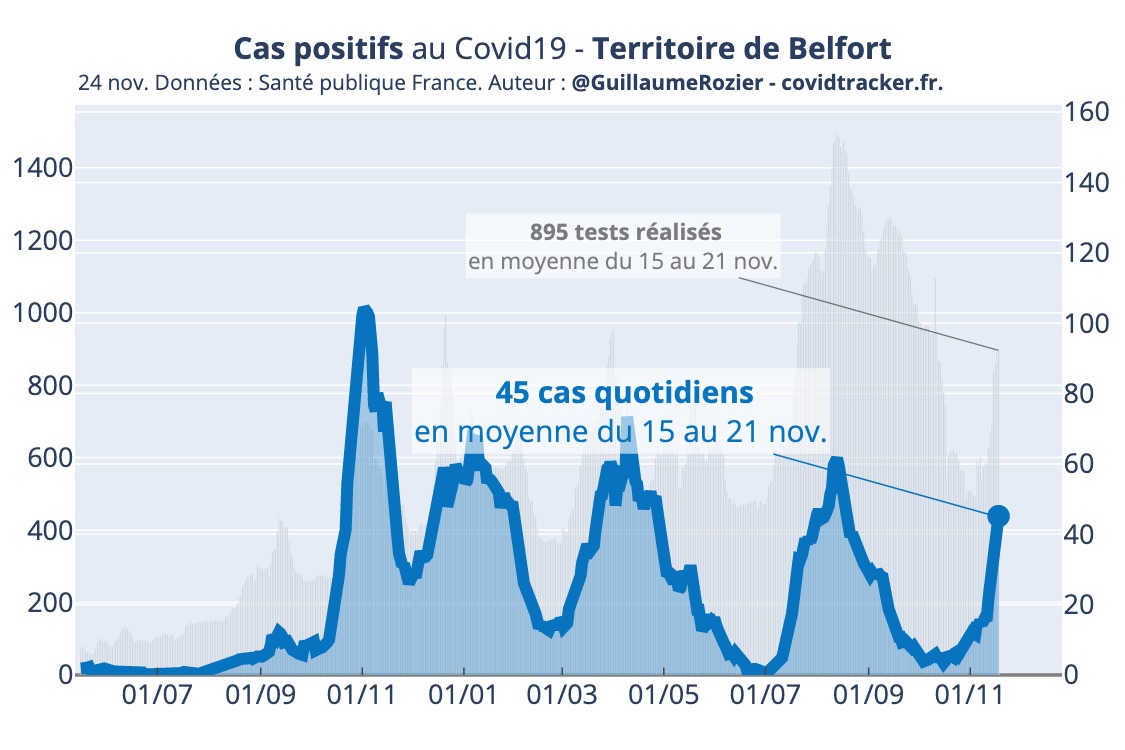 Cas positifs au Covid19 - Territoire de Belfort
24 nov. Données : Santé publique France. Auteur : @GuillaumeRozier - covidtracker.fr.
160
1400
140
1200
120
895 tests réalisés
en moyenne du 15 au 21 nov.
1000
100
800
80
45 cas quotidiens
en moyenne du 15 au 21 nov.
600
60
400
40
200
20
0
0
01/07 01/09 01/11 01/01 01/03 01/05 01/07 01/09 01/11